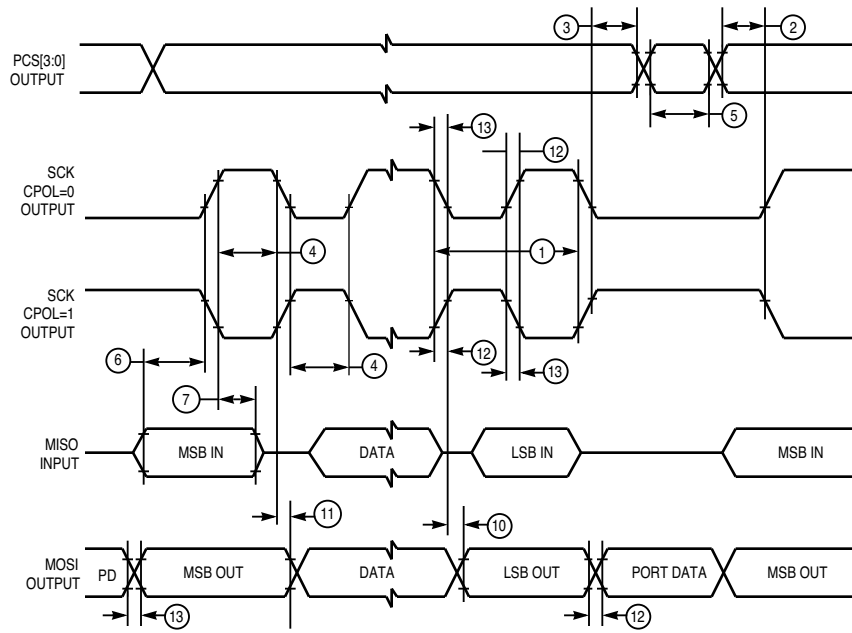 3
2
PCS[3:0]
OUTPUT
5
13
12
SCK
CPOL=0
OUTPUT
4
1
SCK
CPOL=1
OUTPUT
6
4
12
13
7
MISO
INPUT
MSB IN
DATA
LSB IN
MSB IN
11
10
MOSI
OUTPUT
PD
MSB OUT
DATA
LSB OUT
PORT DATA
MSB OUT
13
12